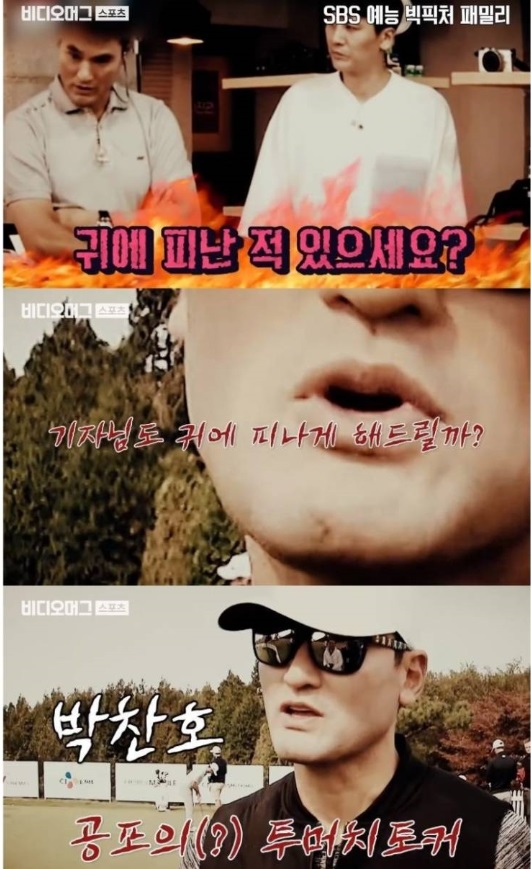 비디오머그 스포츠
SBS 예능 빅픽처 패밀리
귀에 피난 적 있으세요?
비디오머그 스포츠
기자님도 귀에 피나게 해드릴까?
비디오머그 스포츠
박찬호
공포의(?) 투머치토커